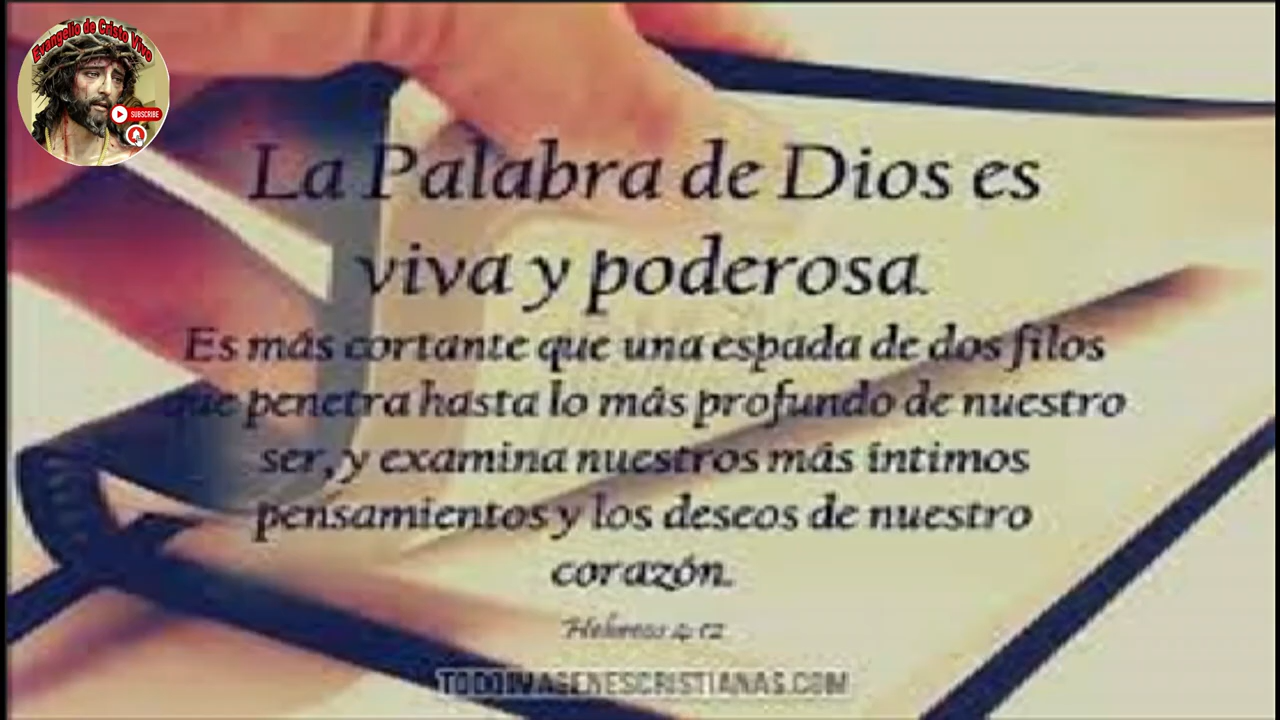 Evangelio de Cristo Vivo
SUBSCRIBE
La Palabra de Dios es
viva y poderosa.
Es más cortante que una espada de dos filos
que penetra hasta lo más profundo de nuestro
ser, y examina nuestros más íntimos
pensamientos y los deseos de nuestro
corazón.
Hebreos 4:12
TODOIMAGENESCRISTIANAS.COM